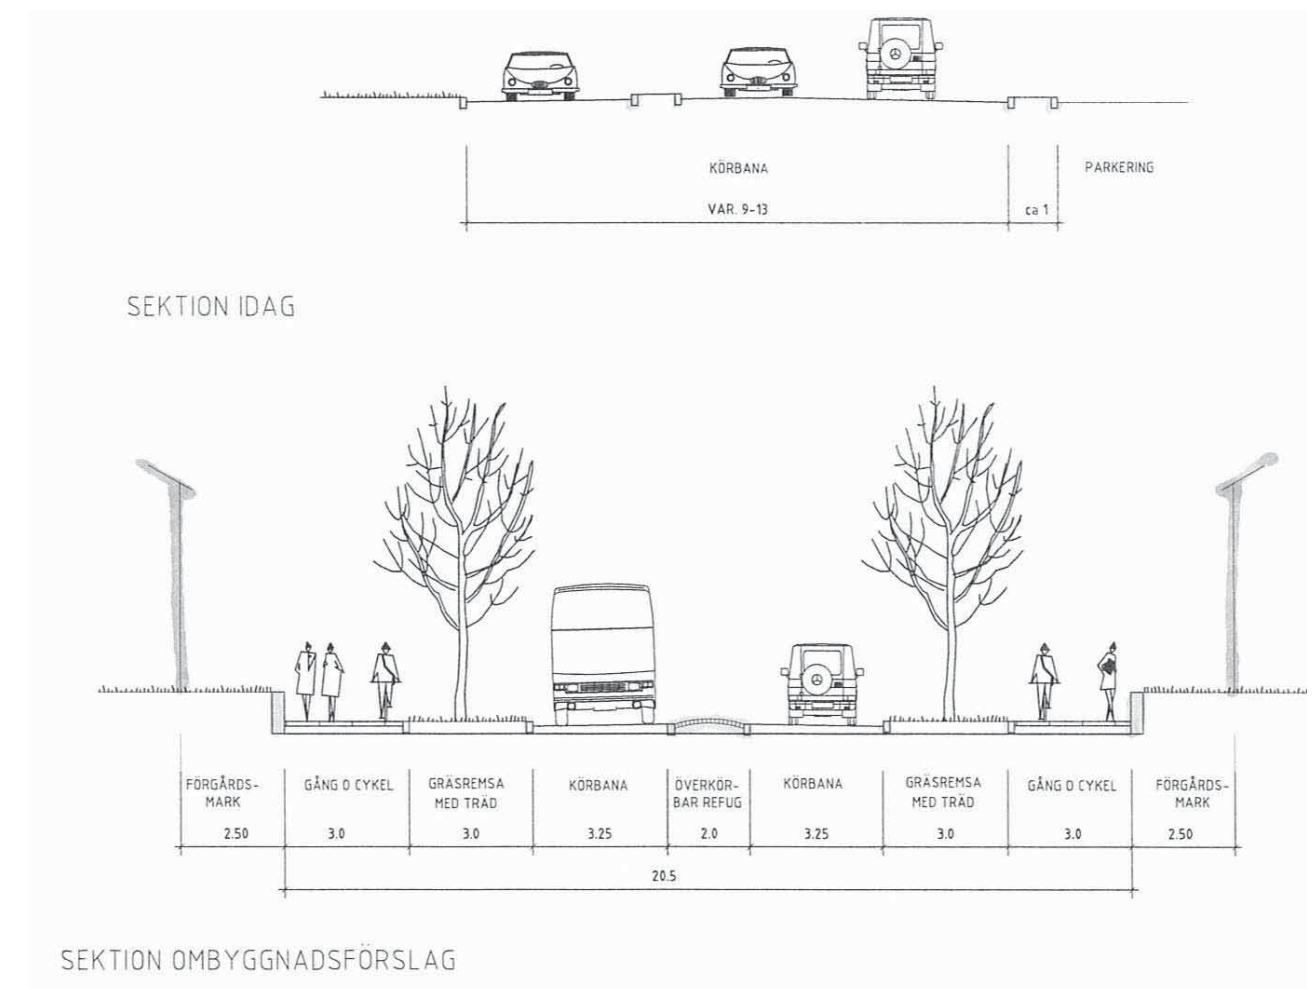 KÖRBANA
PARKERING
VAR. 9-13
ca 1
SEKTION IDAG
FÖRGÅRDS-
MARK
2.50
GÅNG O CYKEL
3.0
GRÄSREMSA
MED TRÄD
3.0
KÖRBANA
3.25
ÖVERKÖR-
BAR REFUG
2.0
KÖRBANA
3.25
GRÄSREMSA
MED TRÄD
3.0
GÅNG O CYKEL
3.0
FÖRGÅRDS-
MARK
2.50
20.5
SEKTION OMBYGGNADSFÖRSLAG